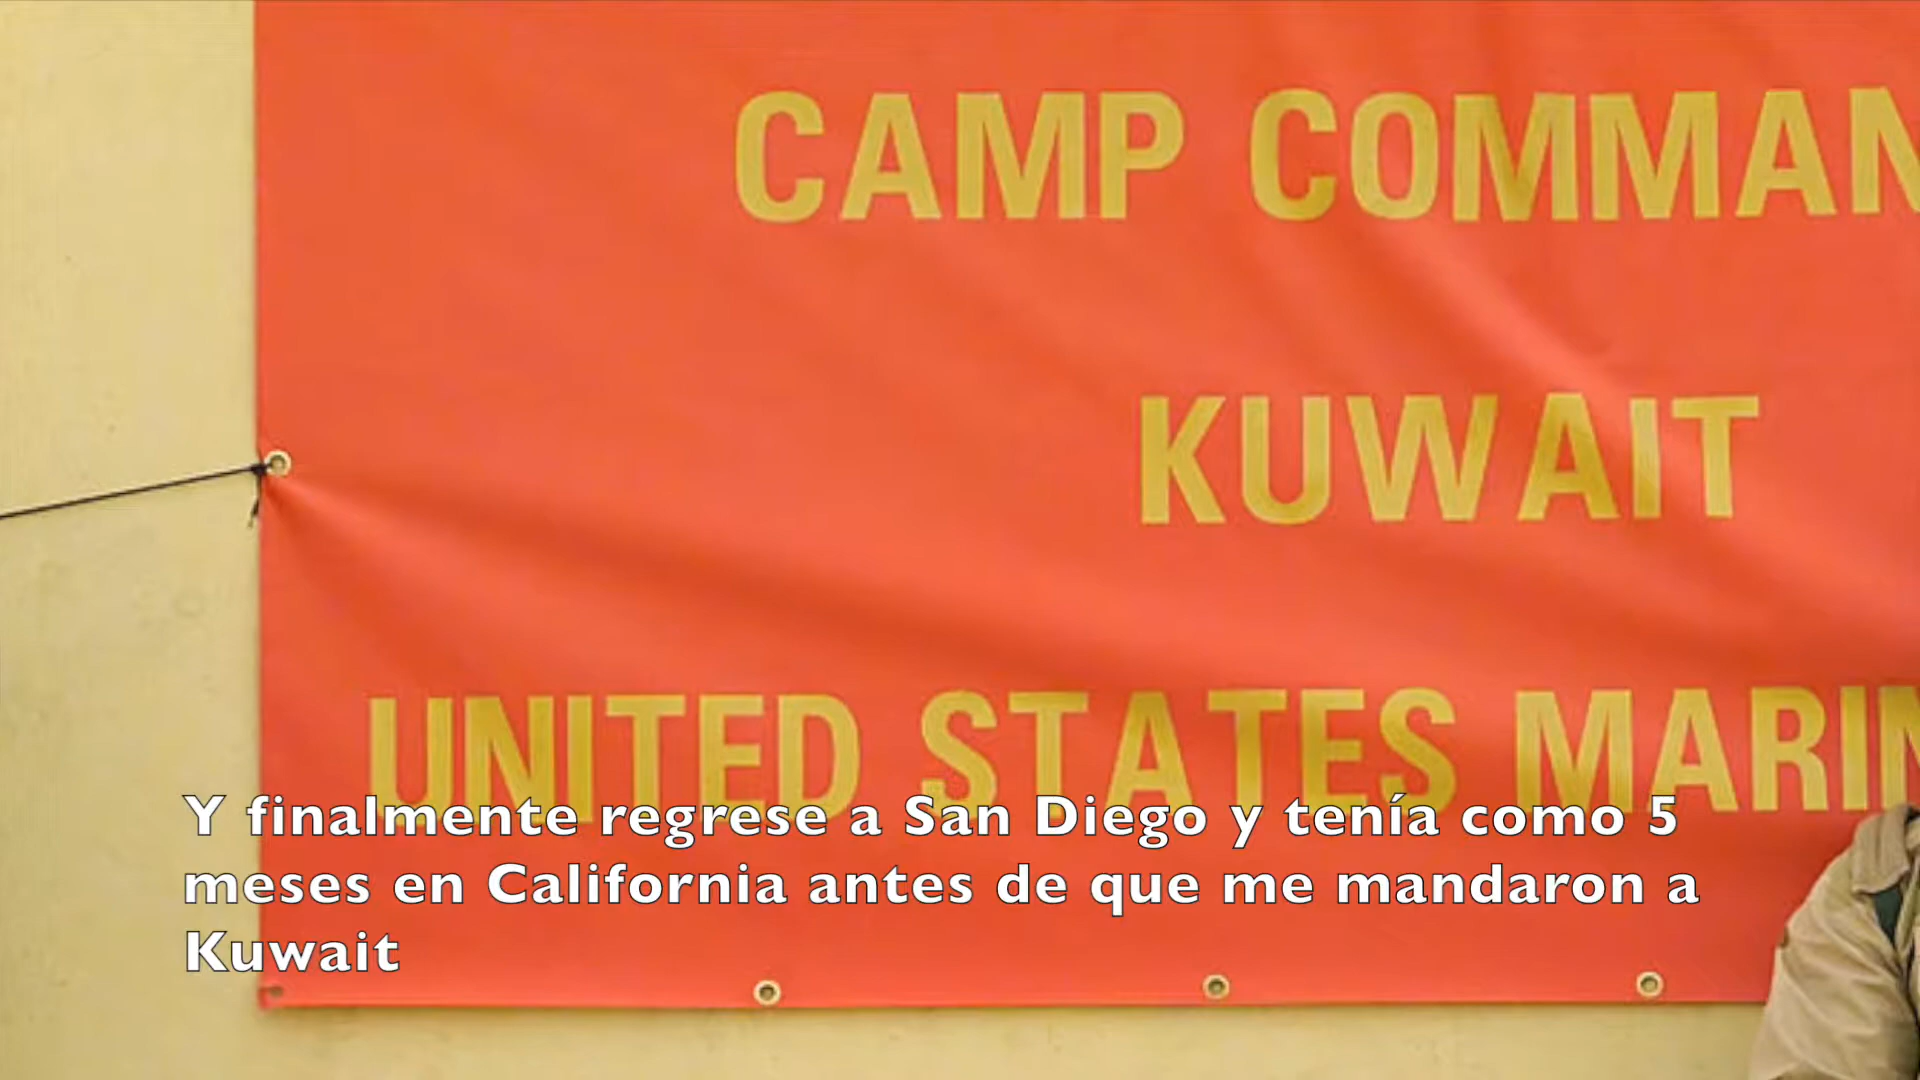 CAMP COMMAN
KUWAIT
UNITED STATES MARIN
Y finalmente regrese a San Diego y tenía como 5
meses en California antes de que me mandaron a
Kuwait